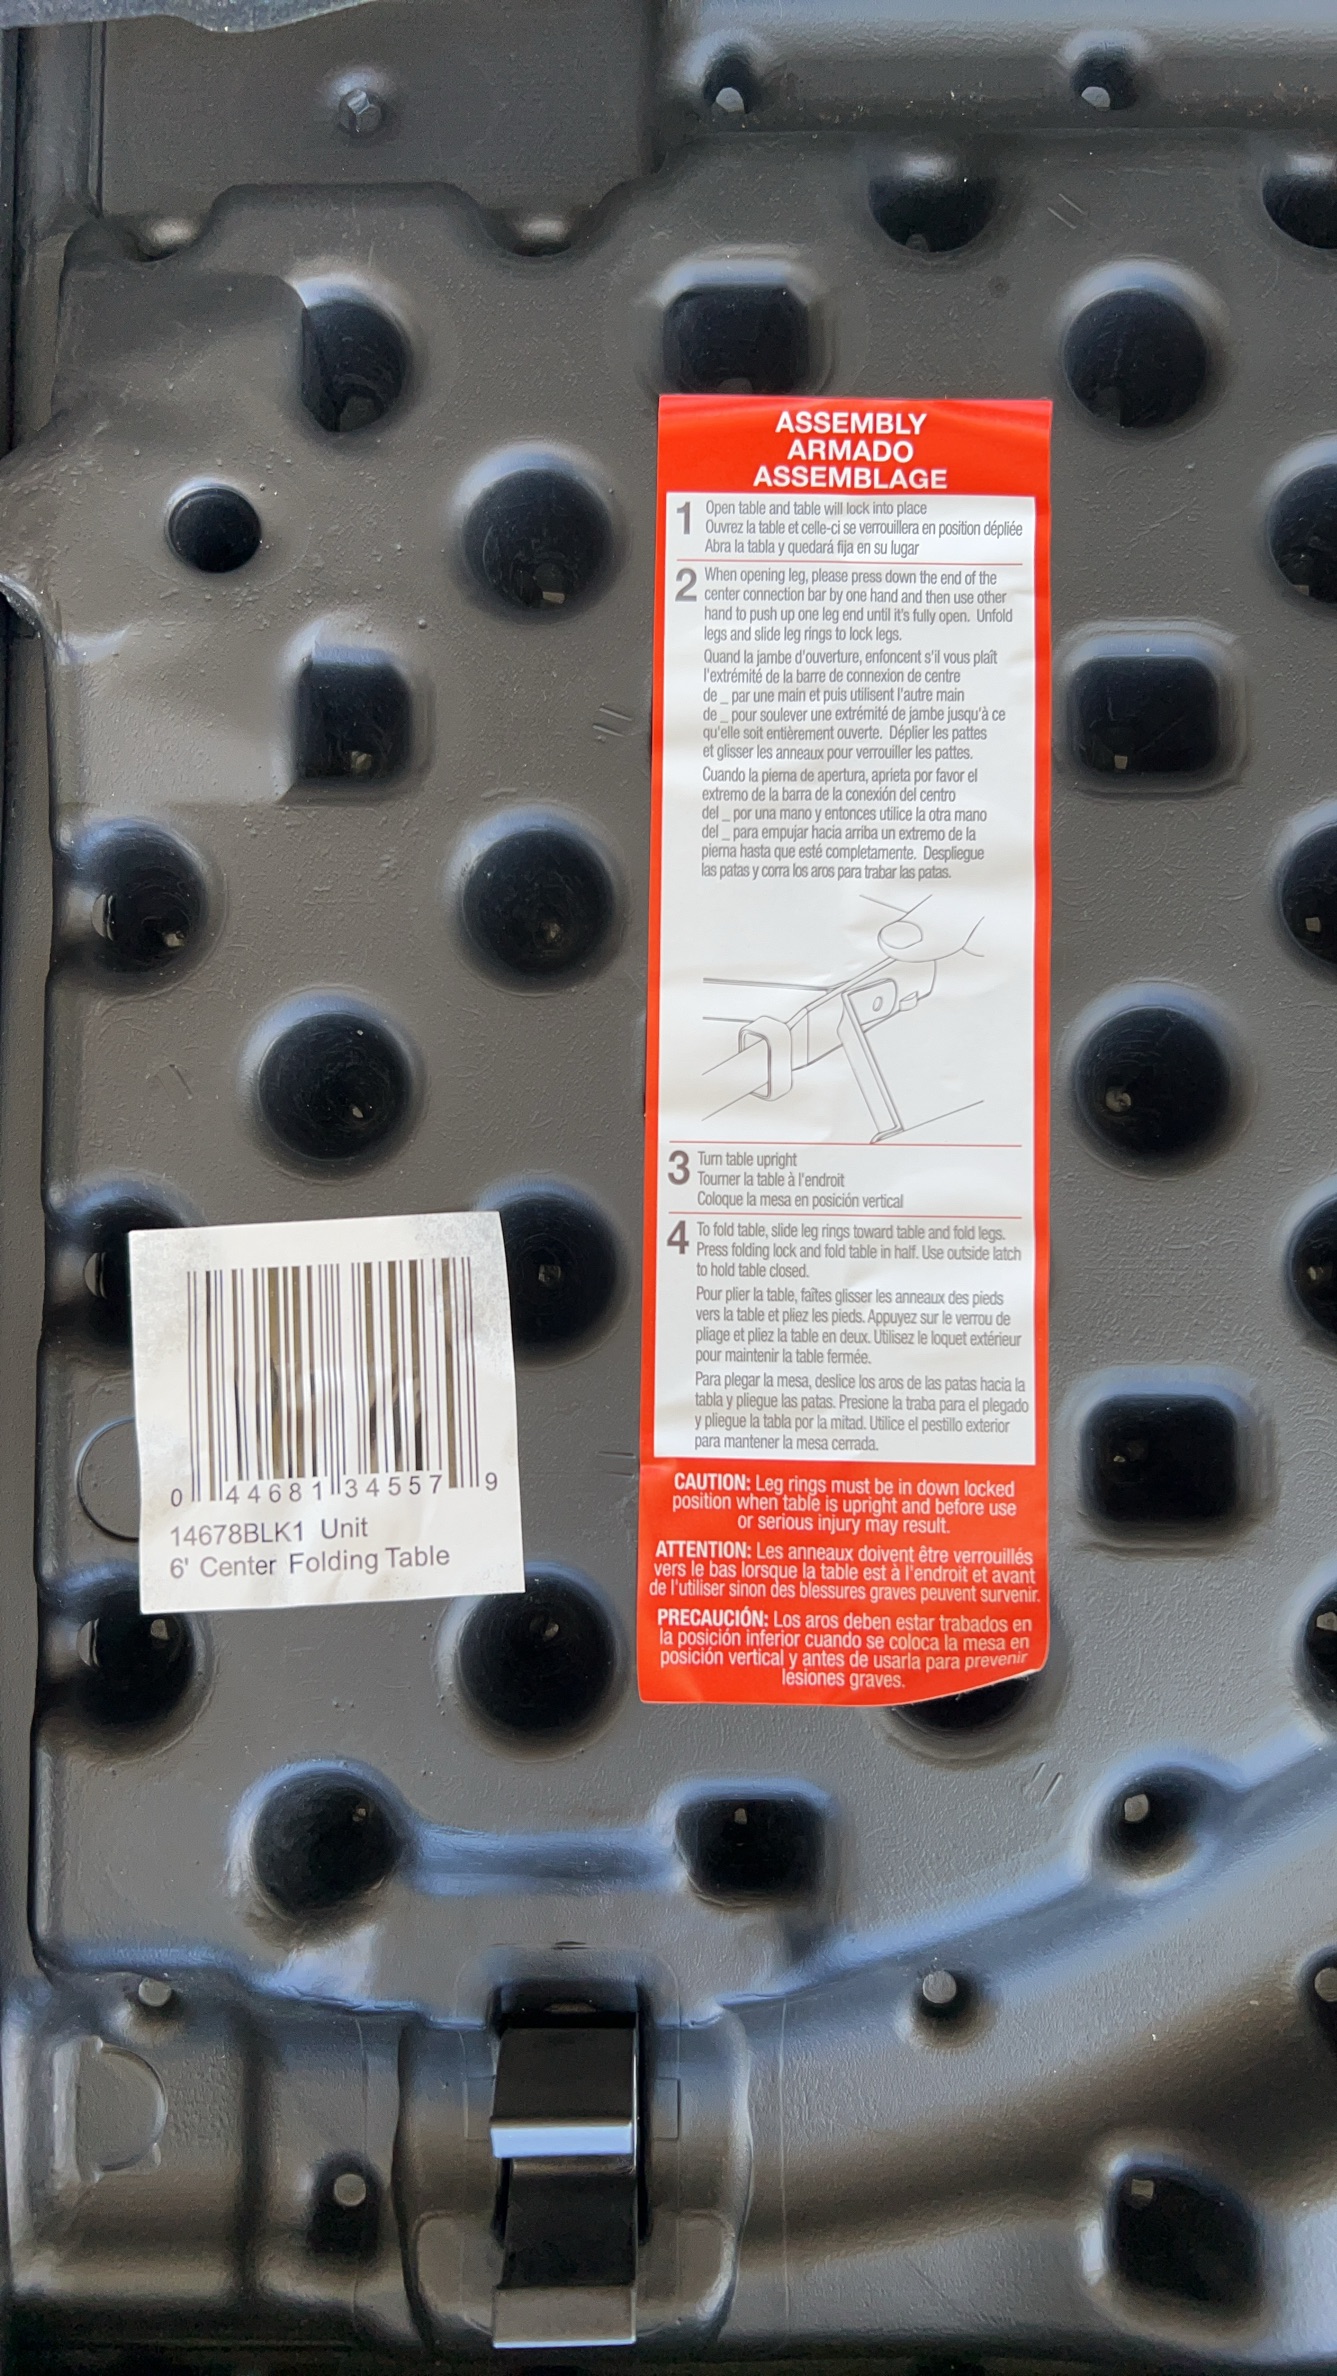 ASSEMBLY
ARMADO
ASSEMBLAGE
1 Open table and table will lock into place
Ouvrez la table et celle-ci se verrouillera en position dépliée
Abra la tabla y quedará fija en su lugar
2 When opening leg, please press down the end of the
center connection bar by one hand and then use other
hand to push up one leg end until it's fully open. Unfold
legs and slide leg rings to lock legs.
Quand la jambe d'ouverture, enfoncent s'il vous plaît
l'extrémité de la barre de connexion de centre
de _ par une main et puis utilisent l'autre main
de _ pour soulever une extrémité de jambe jusqu'à ce
qu'elle soit entièrement ouverte. Déplier les pattes
et glisser les anneaux pour verrouiller les pattes.
Cuando la pierna de apertura, aprieta por favor el
extremo de la barra de la conexión del centro
del _ por una mano y entonces utilice la otra mano
del _ para empujar hacia arriba un extremo de la
pierna hasta que esté completamente. Despliegue
las patas y corra los aros para trabar las patas.
3 Turn table upright
Tourner la table à l'endroit
Coloque la mesa en posición vertical
4 To fold table, slide leg rings toward table and fold legs.
Press folding lock and fold table in half. Use outside latch
to hold table closed.
Pour plier la table, faîtes glisser les anneaux des pieds
vers la table et pliez les pieds. Appuyez sur le verrou de
pliage et pliez la table en deux. Utilisez le loquet extérieur
pour maintenir la table fermée.
Para plegar la mesa, deslice los aros de las patas hacia la
tabla y pliegue las patas. Presione la traba para el plegado
y pliegue la tabla por la mitad. Utilice el pestillo exterior
para mantener la mesa cerrada.
CAUTION: Leg rings must be in down locked
position when table is upright and before use
or serious injury may result.
ATTENTION: Les anneaux doivent être verrouillés
vers le bas lorsque la table est à l'endroit et avant
de l'utiliser sinon des blessures graves peuvent survenir.
PRECAUCIÓN: Los aros deben estar trabados en
la posición inferior cuando se coloca la mesa en
posición vertical y antes de usarla para prevenir
lesiones graves.
0 44681 34557 9
14678BLK1 Unit
6' Center Folding Table